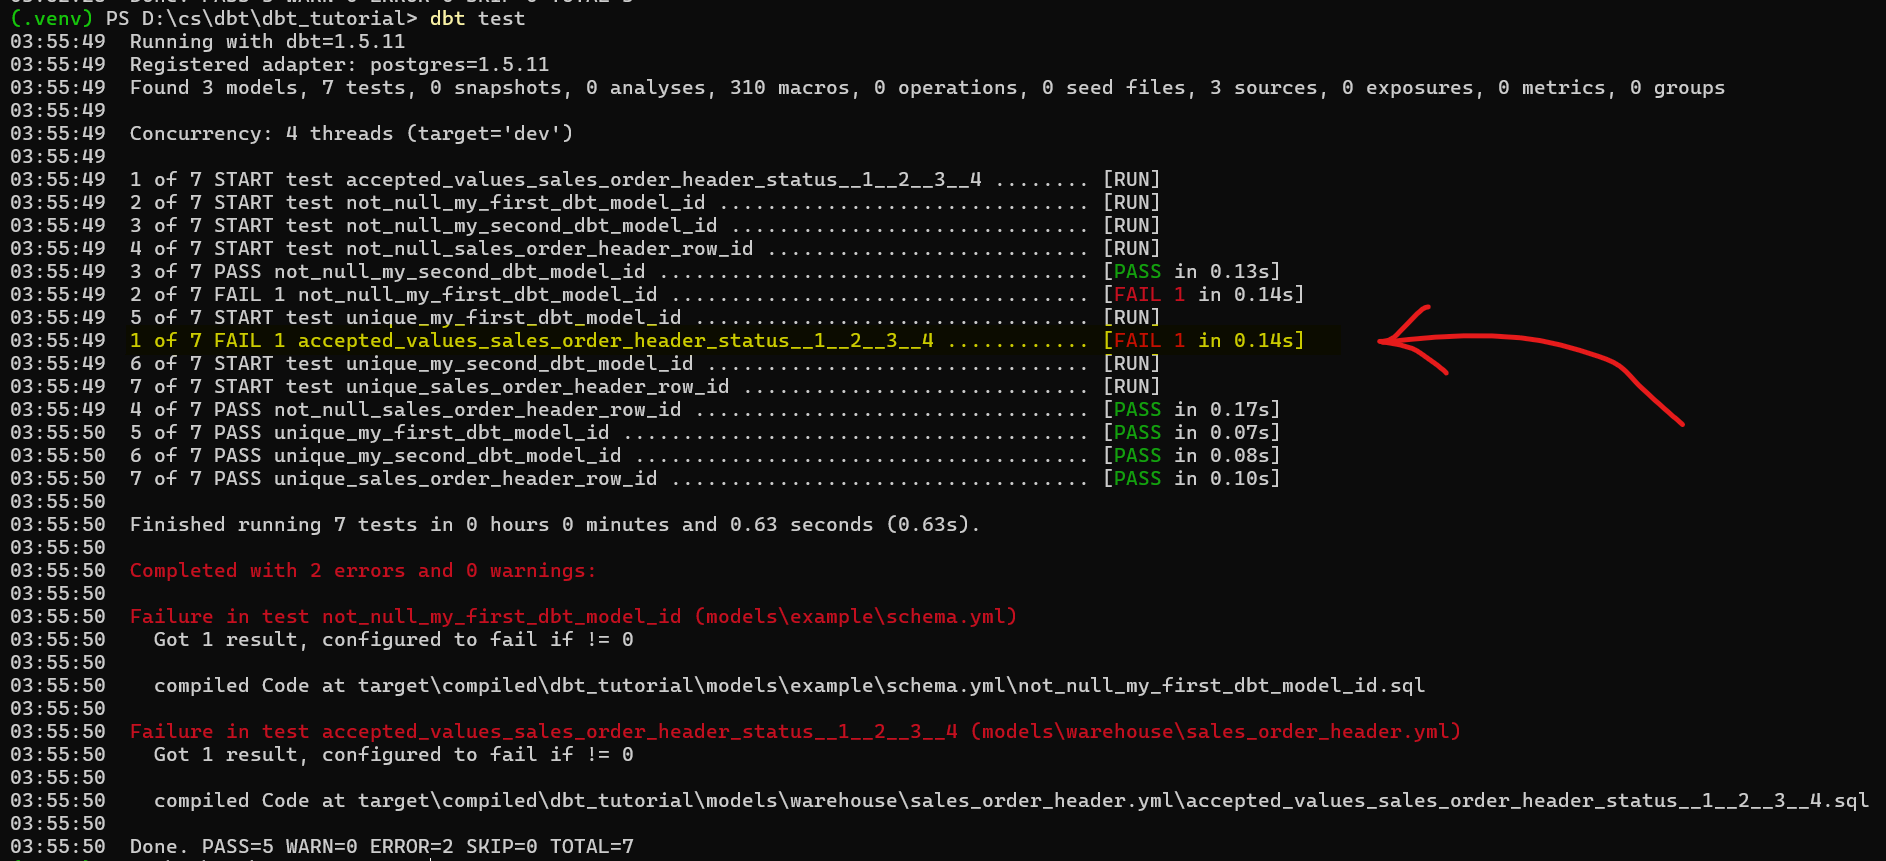 (.venv) PS D:\cs\dbt\dbt_tutorial> dbt test
03:55:49  Running with dbt=1.5.11
03:55:49  Registered adapter: postgres=1.5.11
03:55:49  Found 3 models, 7 tests, 0 snapshots, 0 analyses, 310 macros, 0 operations, 0 seed files, 3 sources, 0 exposures, 0 metrics, 0 groups
03:55:49
03:55:49  Concurrency: 4 threads (target='dev')
03:55:49
03:55:49  1 of 7 START test accepted_values_sales_order_header_status__1__2__3__4 ........ [RUN]
03:55:49  2 of 7 START test not_null_my_first_dbt_model_id ............................... [RUN]
03:55:49  3 of 7 START test not_null_my_second_dbt_model_id .............................. [RUN]
03:55:49  4 of 7 START test not_null_sales_order_header_row_id ........................... [RUN]
03:55:49  3 of 7 PASS not_null_my_second_dbt_model_id .................................... [PASS in 0.13s]
03:55:49  2 of 7 FAIL 1 not_null_my_first_dbt_model_id ................................... [FAIL 1 in 0.14s]
03:55:49  5 of 7 START test unique_my_first_dbt_model_id ................................. [RUN]
03:55:49  1 of 7 FAIL 1 accepted_values_sales_order_header_status__1__2__3__4 ............ [FAIL 1 in 0.14s]
03:55:49  6 of 7 START test unique_my_second_dbt_model_id ................................ [RUN]
03:55:49  7 of 7 START test unique_sales_order_header_row_id ............................. [RUN]
03:55:49  4 of 7 PASS not_null_sales_order_header_row_id ................................. [PASS in 0.17s]
03:55:50  5 of 7 PASS unique_my_first_dbt_model_id ....................................... [PASS in 0.07s]
03:55:50  6 of 7 PASS unique_my_second_dbt_model_id ...................................... [PASS in 0.08s]
03:55:50  7 of 7 PASS unique_sales_order_header_row_id ................................... [PASS in 0.10s]
03:55:50
03:55:50  Finished running 7 tests in 0 hours 0 minutes and 0.63 seconds (0.63s).
03:55:50
03:55:50  Completed with 2 errors and 0 warnings:
03:55:50
03:55:50  Failure in test not_null_my_first_dbt_model_id (models\example\schema.yml)
03:55:50    Got 1 result, configured to fail if != 0
03:55:50
03:55:50    compiled Code at target\compiled\dbt_tutorial\models\example\schema.yml\not_null_my_first_dbt_model_id.sql
03:55:50
03:55:50  Failure in test accepted_values_sales_order_header_status__1__2__3__4 (models\warehouse\sales_order_header.yml)
03:55:50    Got 1 result, configured to fail if != 0
03:55:50
03:55:50    compiled Code at target\compiled\dbt_tutorial\models\warehouse\sales_order_header.yml\accepted_values_sales_order_header_status__1__2__3__4.sql
03:55:50
03:55:50  Done. PASS=5 WARN=0 ERROR=2 SKIP=0 TOTAL=7